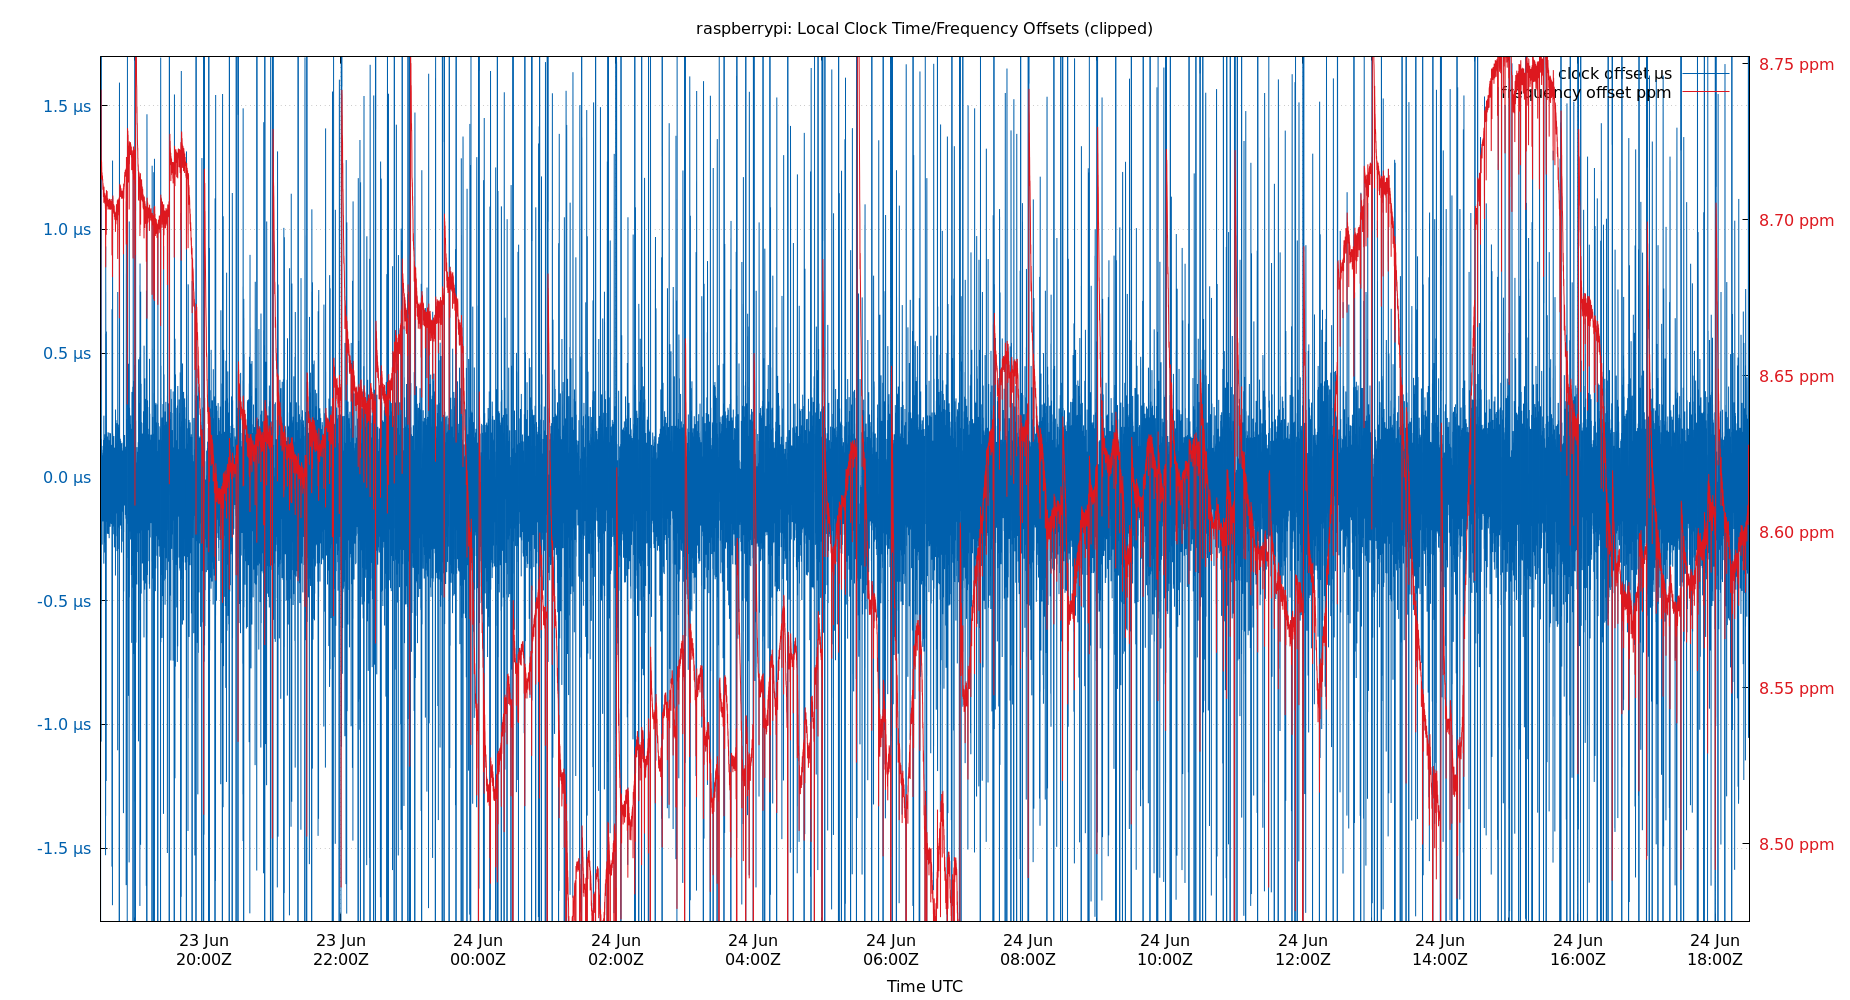 raspberrypi: Local Clock Time/Frequency Offsets (clipped)
clock offset µs
frequency offset ppm
1.5 µs
1.0 µs
0.5 µs
0.0 µs
-0.5 µs
-1.0 µs
-1.5 µs
8.75 ppm
8.70 ppm
8.65 ppm
8.60 ppm
8.55 ppm
8.50 ppm
23 Jun 23 Jun 24 Jun 24 Jun 24 Jun 24 Jun 24 Jun 24 Jun 24 Jun 24 Jun 24 Jun 24 Jun
20:00Z 22:00Z 00:00Z 02:00Z 04:00Z 06:00Z 08:00Z 10:00Z 12:00Z 14:00Z 16:00Z 18:00Z
Time UTC